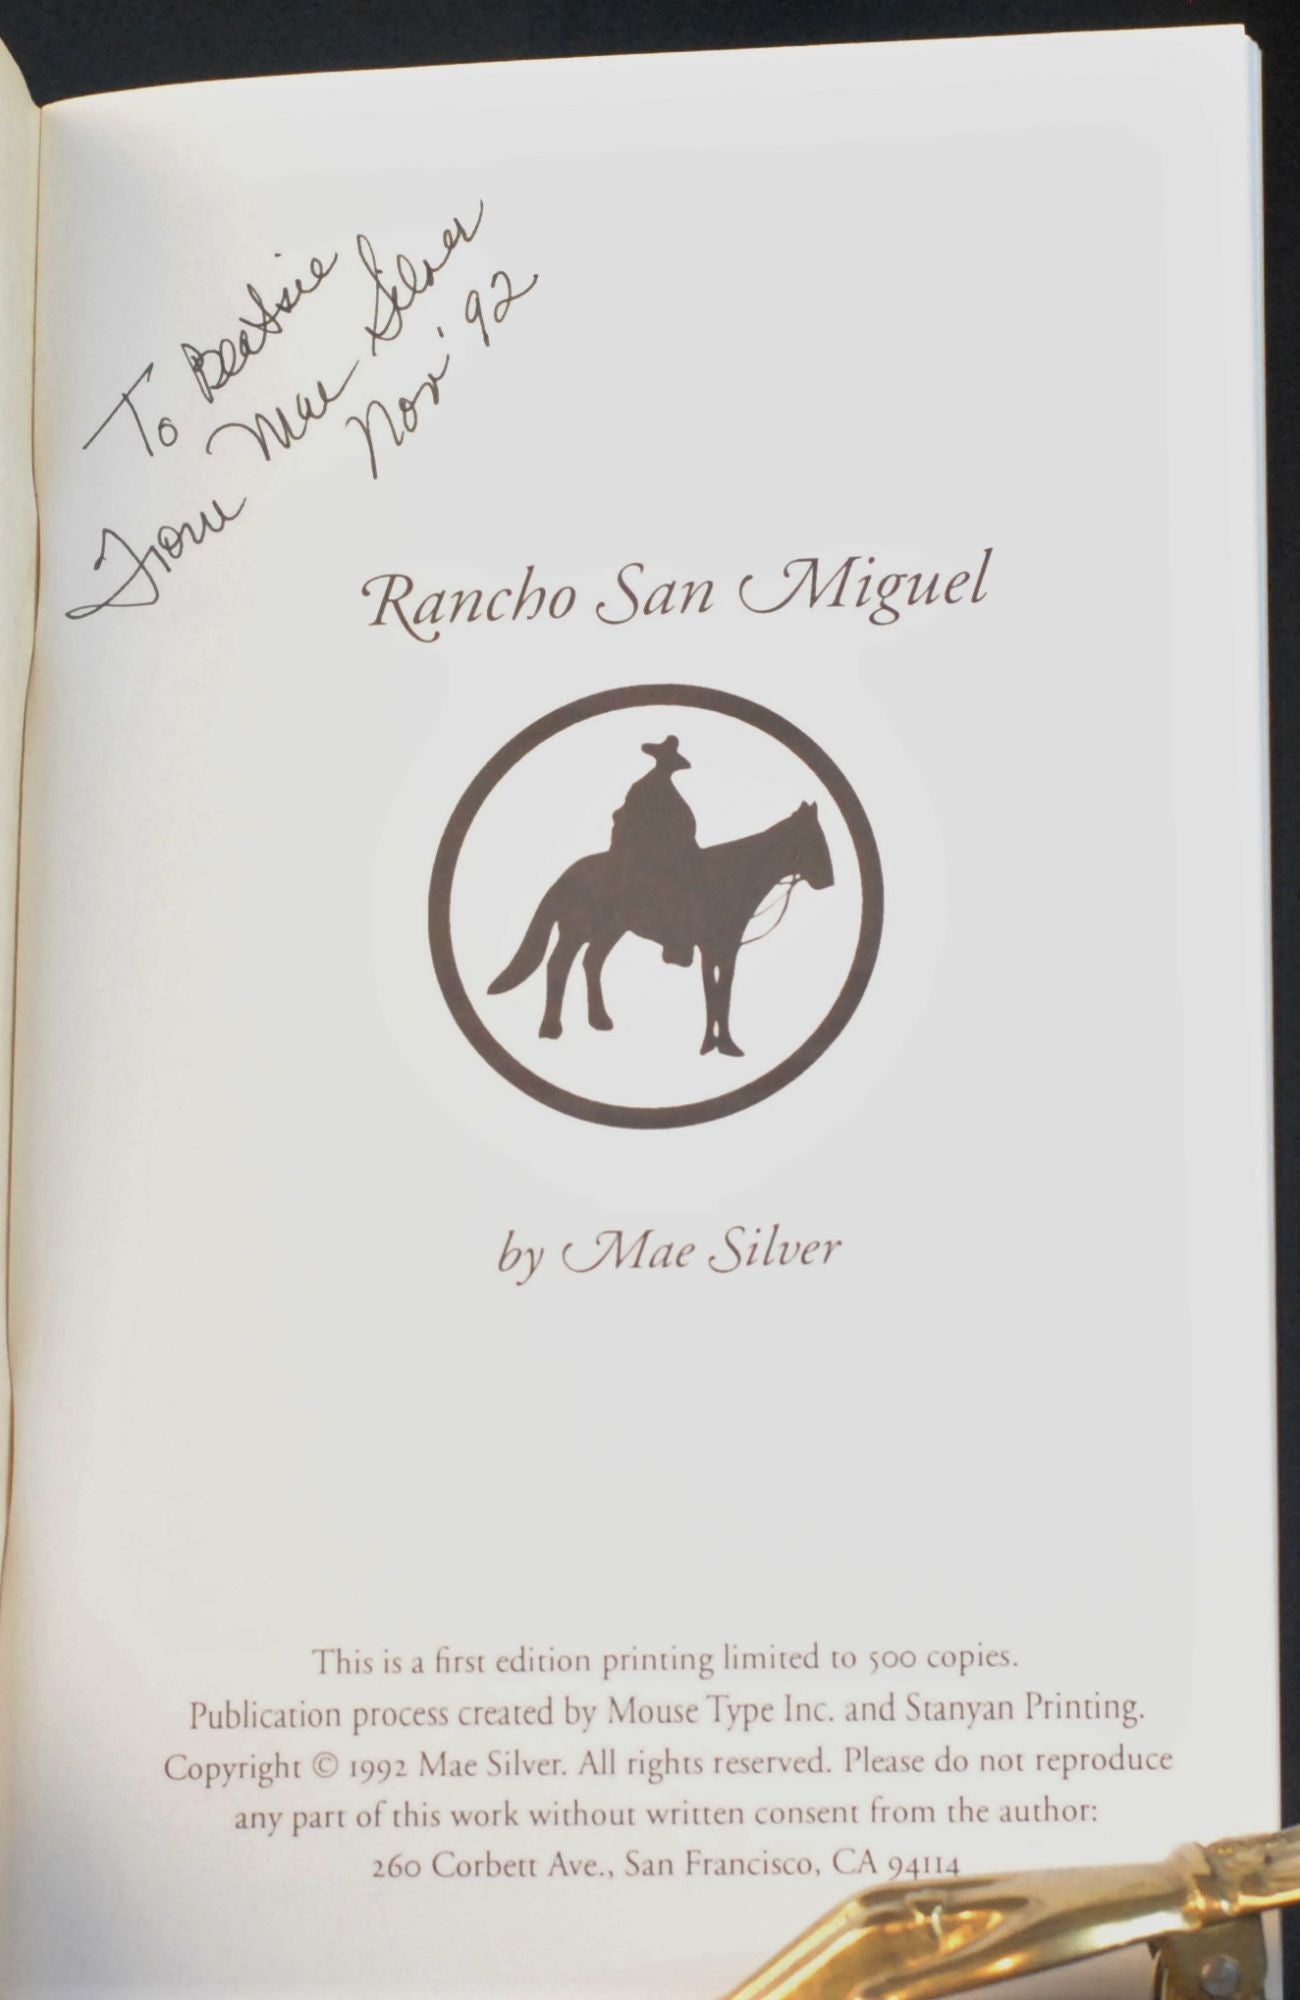 To Beatsie
From Mae Silver
Nov '92
Rancho San Miguel
by Mae Silver
This is a first edition printing limited to 500 copies.
Publication process created by Mouse Type Inc. and Stanyan Printing.
Copyright © 1992 Mae Silver. All rights reserved. Please do not reproduce
any part of this work without written consent from the author:
260 Corbett Ave., San Francisco, CA 94114